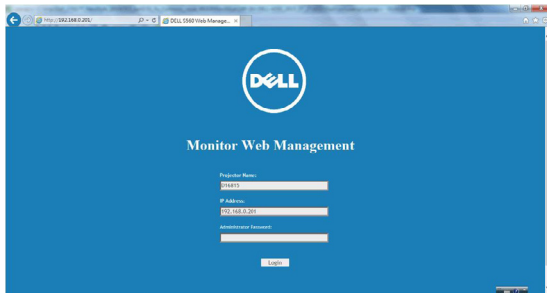 http://192.168.0.201/
DELL S560 Web Manage...
DELL
Monitor Web Management
Projector Name:
IP Address:
192.168.0.201
Administrator Password:
Login